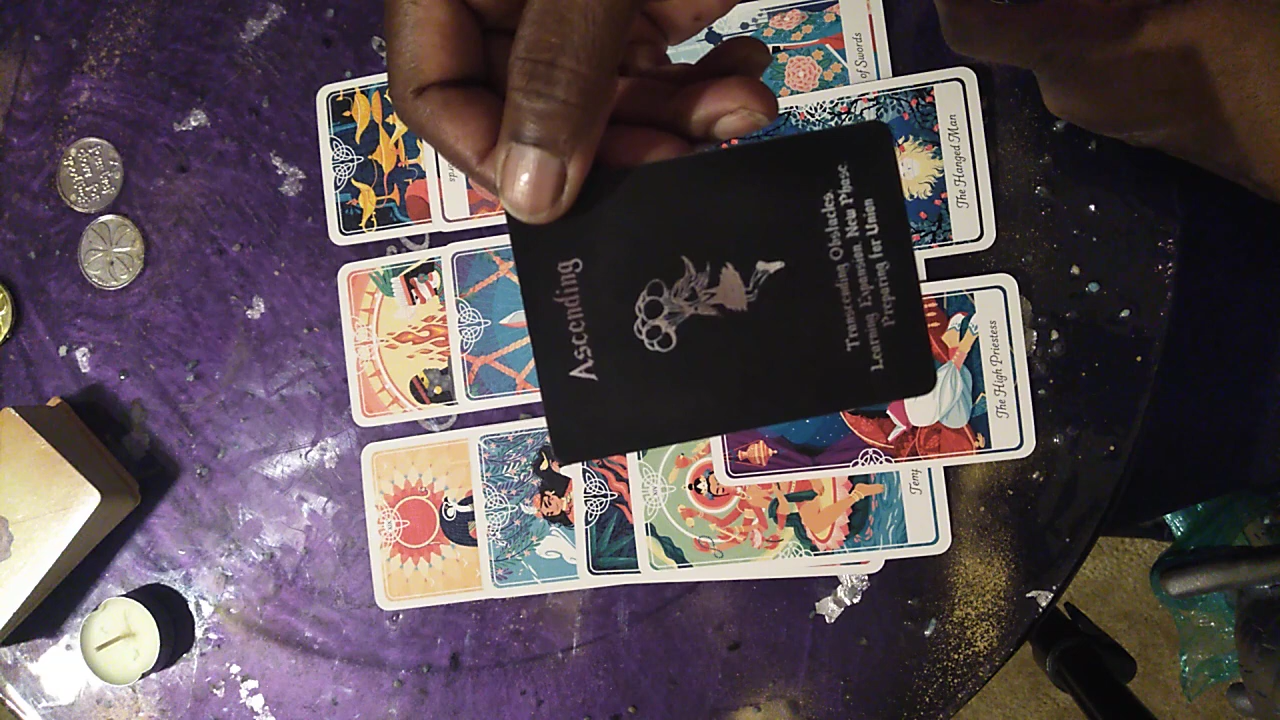 Ascending
Transcending Obstacles,
Learning, Expansion, New Phase
Preparing for Union
of Swords
The Hanged Man
The High Priestess